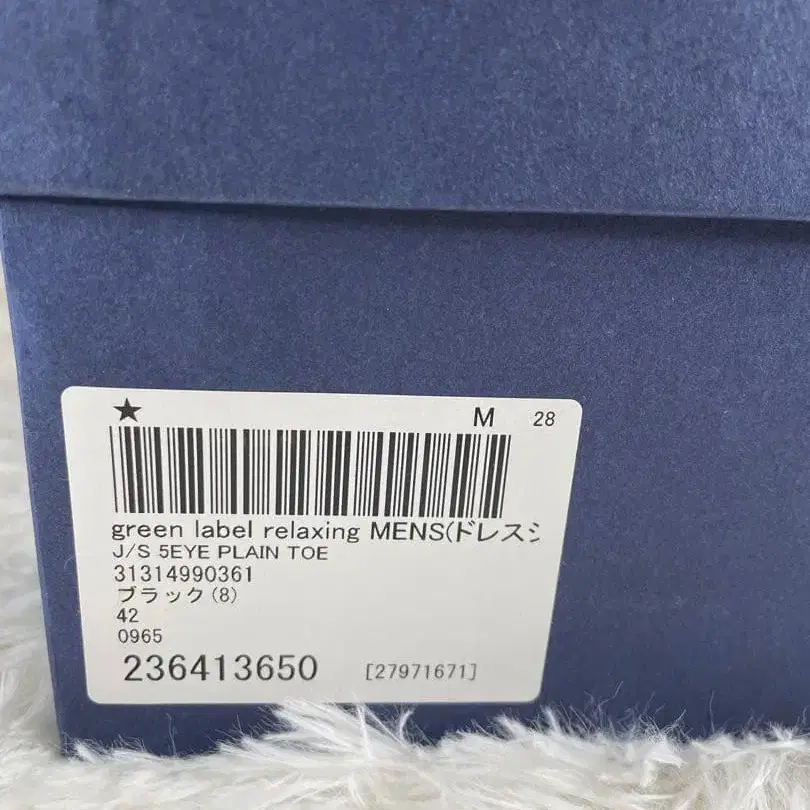 ★ M 28
green label relaxing MENS(ドレスシ
J/S 5EYE PLAIN TOE
31314990361
ブラック(8)
42
0965
236413650 [27971671]